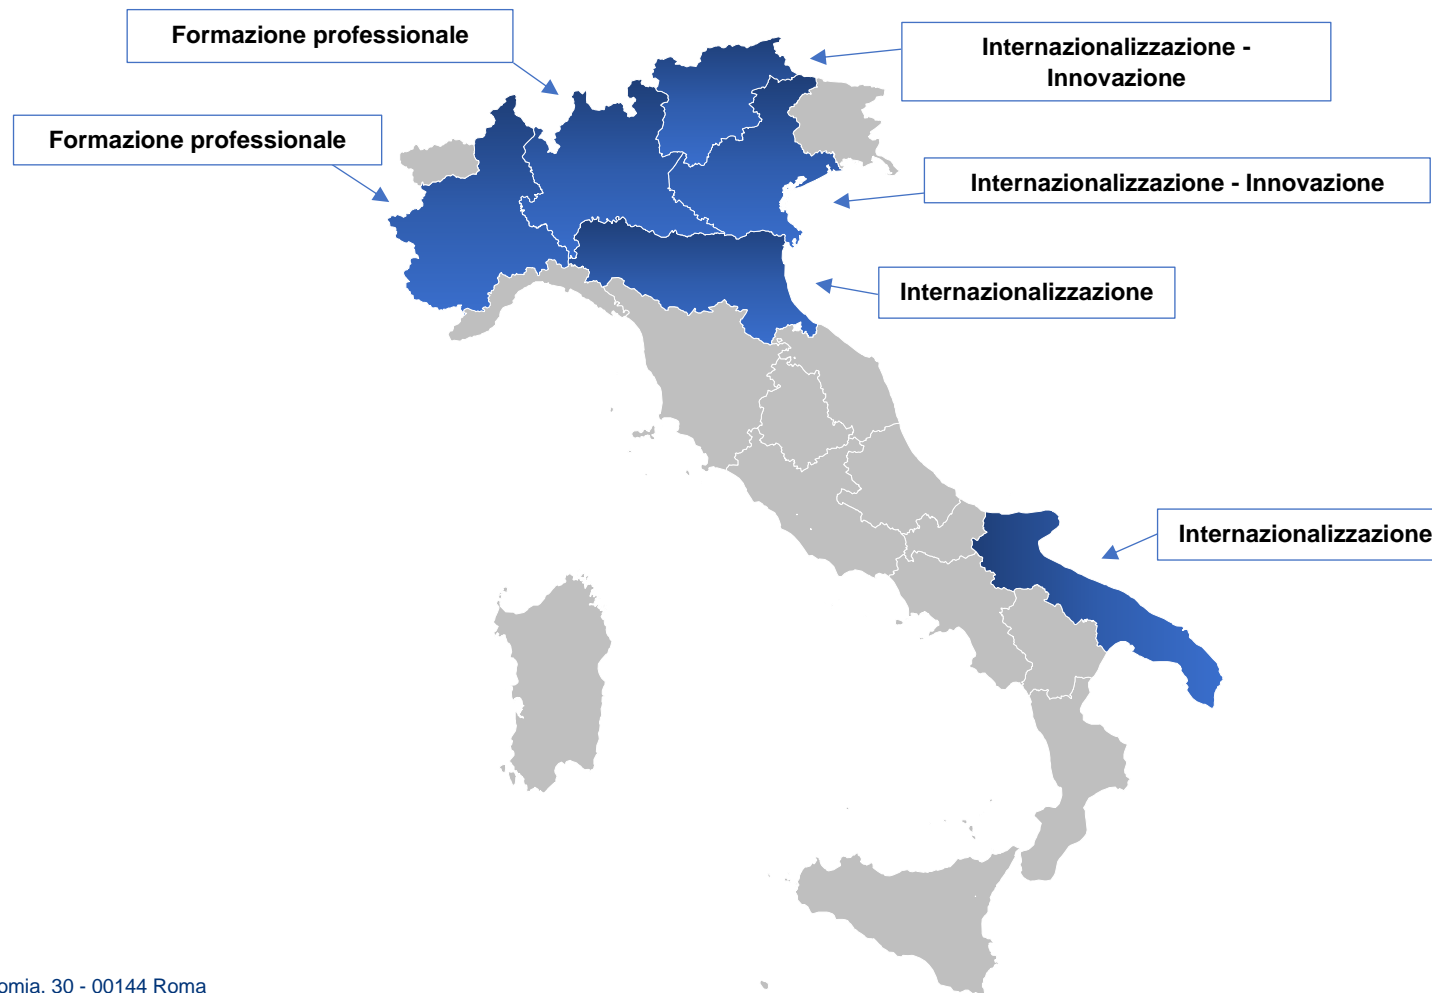 Formazione professionale
Internazionalizzazione -
Innovazione
Formazione professionale
Internazionalizzazione - Innovazione
Internazionalizzazione
Internazionalizzazione
omia, 30 - 00144 Roma